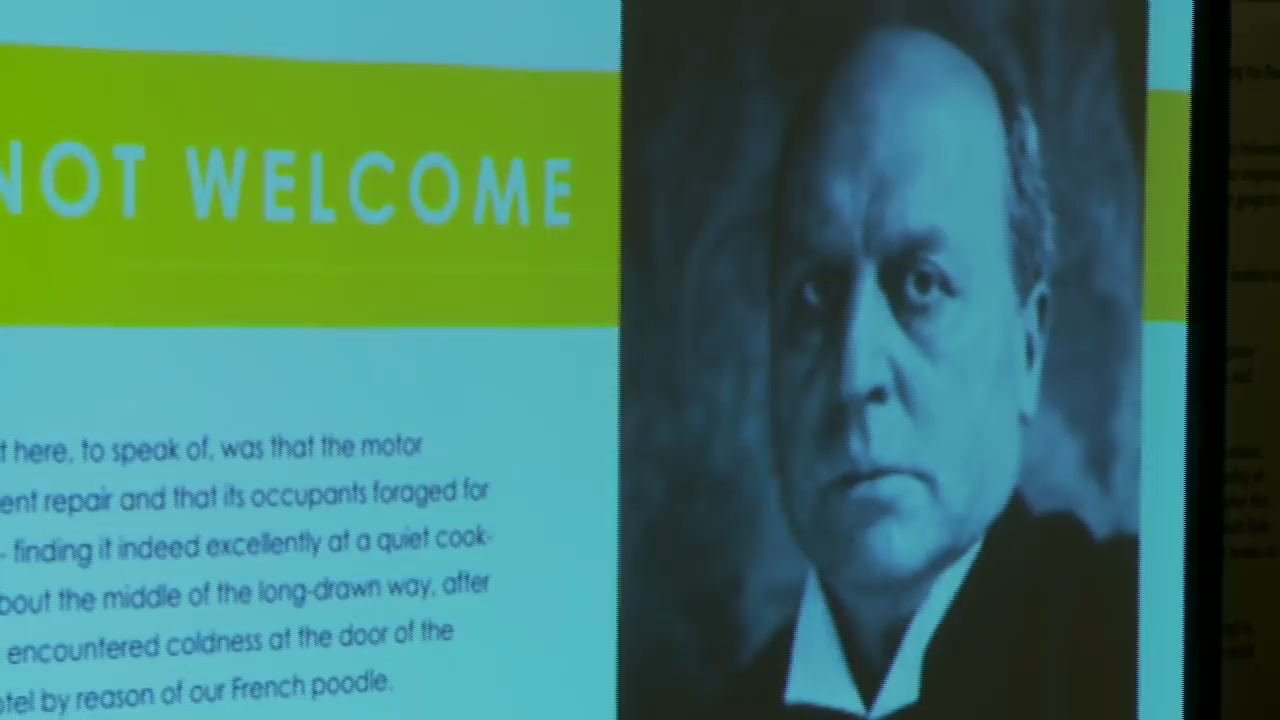 NOT WELCOME
t here, to speak of, was that the motor
ent repair and that its occupants foraged for
- finding it indeed excellently at a quiet cook-
bout the middle of the long-drawn way, after
encountered coldness at the door of the
otel by reason of our French poodle.